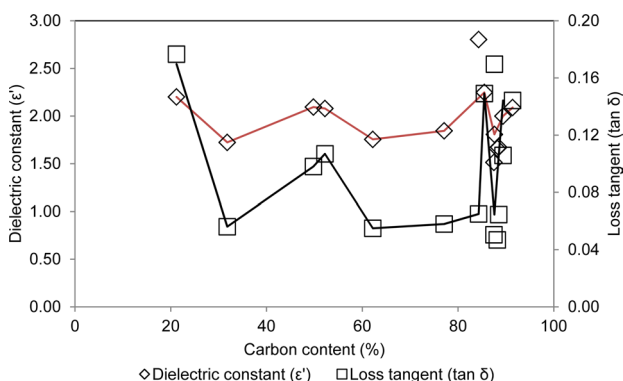 3.00
2.50
2.00
1.50
1.00
0.50
0.00
Dielectric constant (ε')
0.20
0.16
0.12
0.08
0.04
0.00
Loss tangent (tan δ)
0 20 40 60 80 100
Carbon content (%)
Dielectric constant (ε') Loss tangent (tan δ)